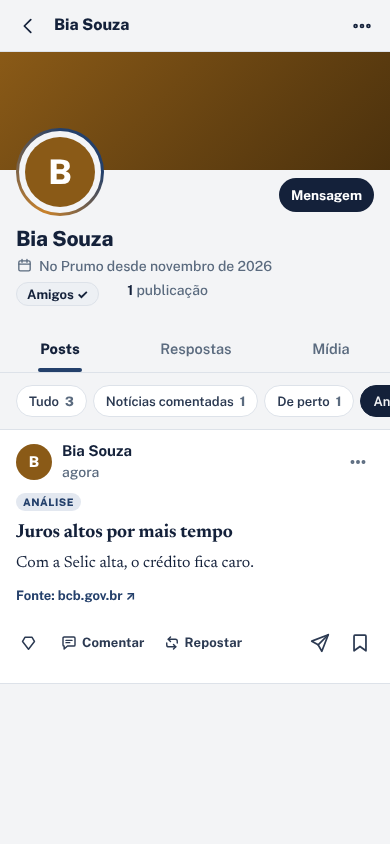 Bia Souza
B
Mensagem
Bia Souza
No Prumo desde novembro de 2026
Amigos ✓ 1 publicação
Posts Respostas Mídia
Tudo 3 Notícias comentadas 1 De perto 1 An
B Bia Souza
agora
ANÁLISE
Juros altos por mais tempo
Com a Selic alta, o crédito fica caro.
Fonte: bcb.gov.br ↗
Comentar Repostar